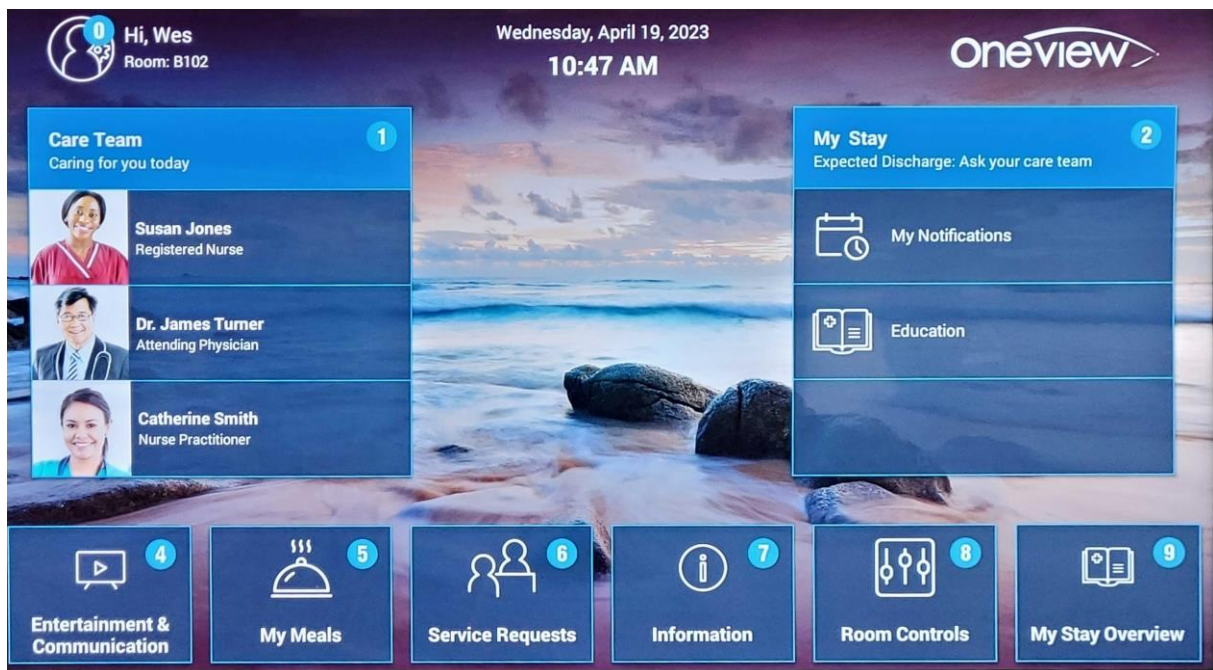 0
Hi, Wes
Room: B102
Wednesday, April 19, 2023
10:47 AM
Oneview
Care Team
1
Caring for you today
Susan Jones
Registered Nurse
Dr. James Turner
Attending Physician
Catherine Smith
Nurse Practitioner
My Stay
2
Expected Discharge: Ask your care team
My Notifications
Education
4
Entertainment &
Communication
5
My Meals
6
Service Requests
7
Information
8
Room Controls
9
My Stay Overview